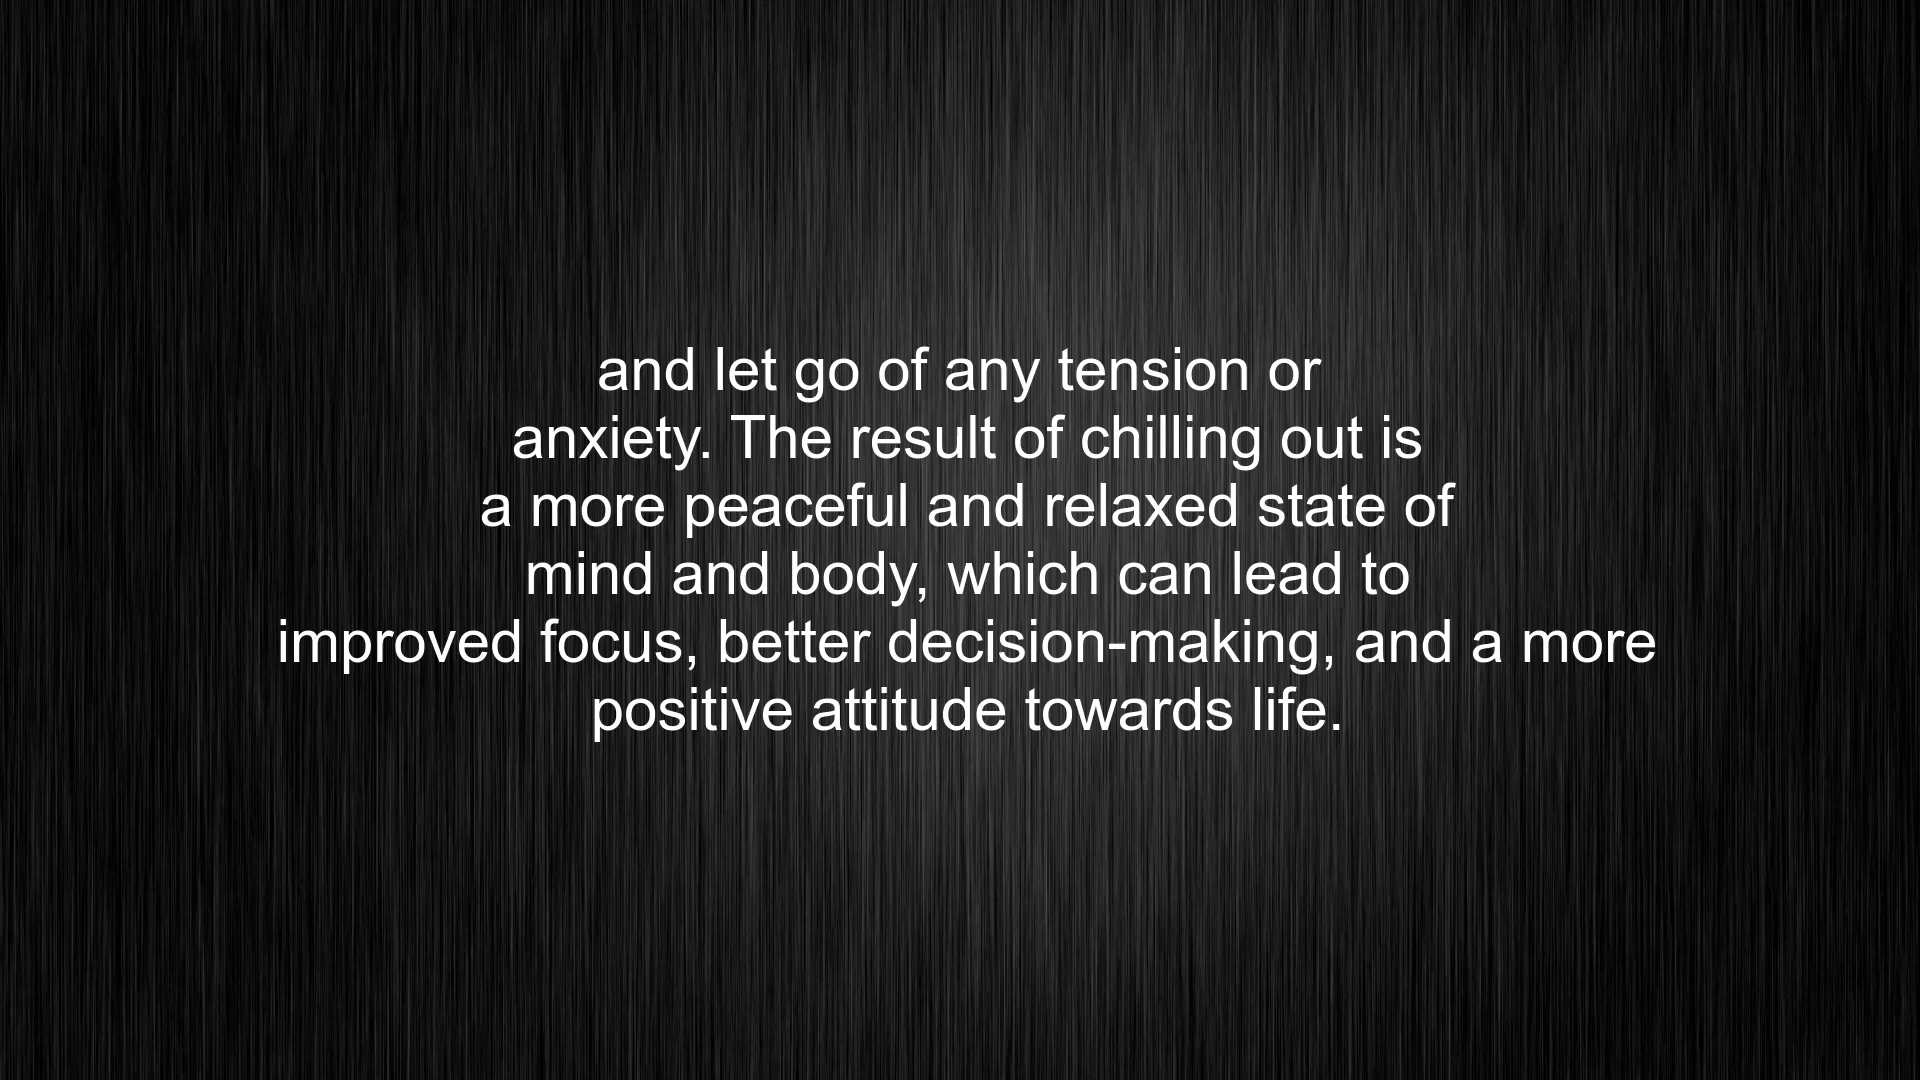 and let go of any tension or
anxiety. The result of chilling out is
a more peaceful and relaxed state of
mind and body, which can lead to
improved focus, better decision-making, and a more
positive attitude towards life.